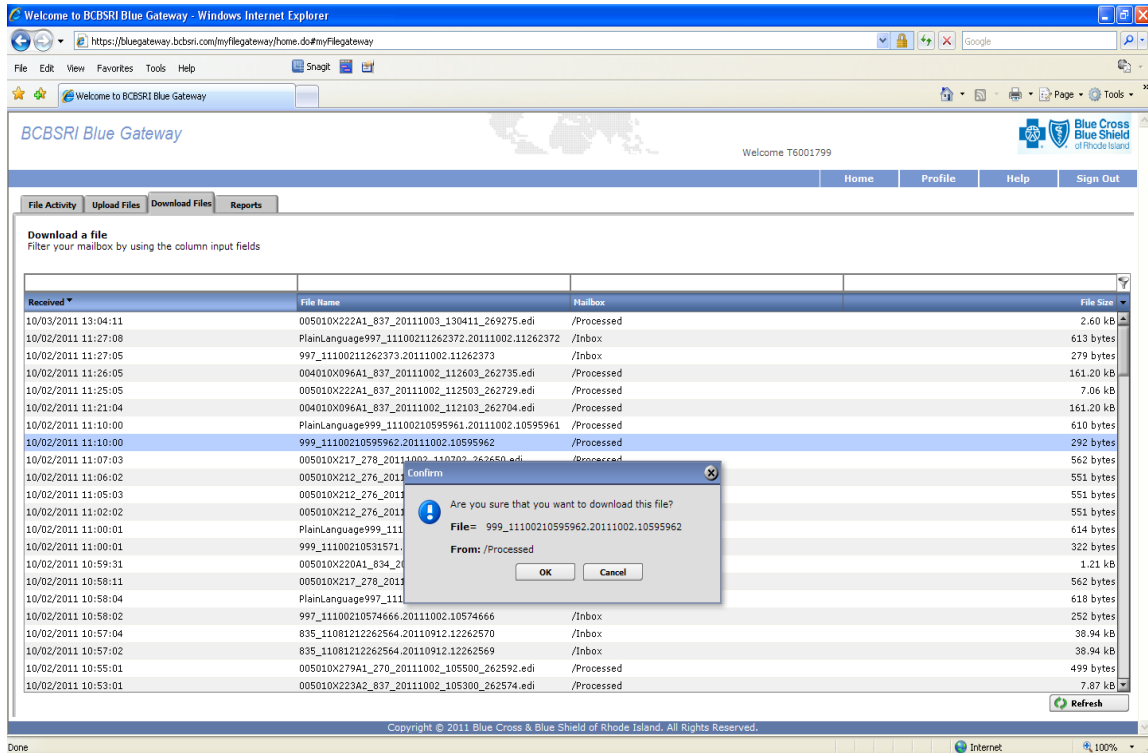 Welcome to BCBSRI Blue Gateway - Windows Internet Explorer
https://bluegateway.bcbsri.com/myfilegateway/home.do#myFilegateway Google
File Edit View Favorites Tools Help Snagit
Welcome to BCBSRI Blue Gateway Page Tools
BCBSRI Blue Gateway
Welcome T6001799
Blue Cross
Blue Shield
of Rhode Island
Home Profile Help Sign Out
File Activity Upload Files Download Files Reports
Download a file
Filter your mailbox by using the column input fields
Received File Name Mailbox File Size
10/03/2011 13:04:11 005010X222A1_837_20111003_130411_269275.edi /Processed 2.60 kB
10/02/2011 11:27:08 PlainLanguage997_11100211262372.20111002.11262372 /Inbox 613 bytes
10/02/2011 11:27:05 997_11100211262373.20111002.11262373 /Inbox 279 bytes
10/02/2011 11:26:05 004010X096A1_837_20111002_112603_262735.edi /Processed 161.20 kB
10/02/2011 11:25:05 005010X222A1_837_20111002_112503_262729.edi /Processed 7.06 kB
10/02/2011 11:21:04 004010X096A1_837_20111002_112103_262704.edi /Processed 161.20 kB
10/02/2011 11:10:00 PlainLanguage999_11100210595961.20111002.10595961 /Processed 610 bytes
10/02/2011 11:10:00 999_11100210595962.20111002.10595962 /Processed 292 bytes
10/02/2011 11:07:03 005010X217_278_20111002_110702_262650.edi /Processed 562 bytes
10/02/2011 11:06:02 005010X212_276_201 551 bytes
10/02/2011 11:05:03 005010X212_276_201 551 bytes
10/02/2011 11:02:02 005010X212_276_201 551 bytes
10/02/2011 11:00:01 PlainLanguage999_111 614 bytes
10/02/2011 11:00:01 999_11100210531571. 322 bytes
10/02/2011 10:59:31 005010X220A1_834_2 1.21 kB
10/02/2011 10:58:11 005010X217_278_201 562 bytes
10/02/2011 10:58:04 PlainLanguage997_111 618 bytes
10/02/2011 10:58:02 997_11100210574666.20111002.10574666 /Inbox 252 bytes
10/02/2011 10:57:04 835_11081212262564.20110912.12262570 /Inbox 38.94 kB
10/02/2011 10:57:02 835_11081212262564.20110912.12262569 /Inbox 38.94 kB
10/02/2011 10:55:01 005010X279A1_270_20111002_105500_262592.edi /Processed 499 bytes
10/02/2011 10:53:01 005010X223A2_837_20111002_105300_262574.edi /Processed 7.87 kB
Confirm
Are you sure that you want to download this file?
File= 999_11100210595962.20111002.10595962
From: /Processed
OK Cancel
Refresh
Copyright © 2011 Blue Cross & Blue Shield of Rhode Island. All Rights Reserved.
Done Internet 100%